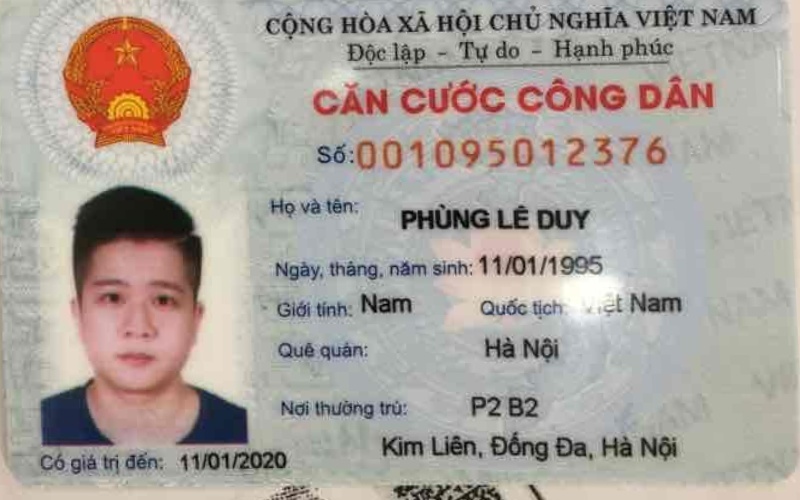 CỘNG HÒA XÃ HỘI CHỦ NGHĨA VIỆT NAM
Độc lập - Tự do - Hạnh phúc
CĂN CƯỚC CÔNG DÂN
Số: 001095012376
Họ và tên: PHÙNG LÊ DUY
Ngày, tháng, năm sinh: 11/01/1995
Giới tính: Nam Quốc tịch: Việt Nam
Quê quán: Hà Nội
Nơi thường trú: P2 B2
Kim Liên, Đống Đa, Hà Nội
Có giá trị đến: 11/01/2020